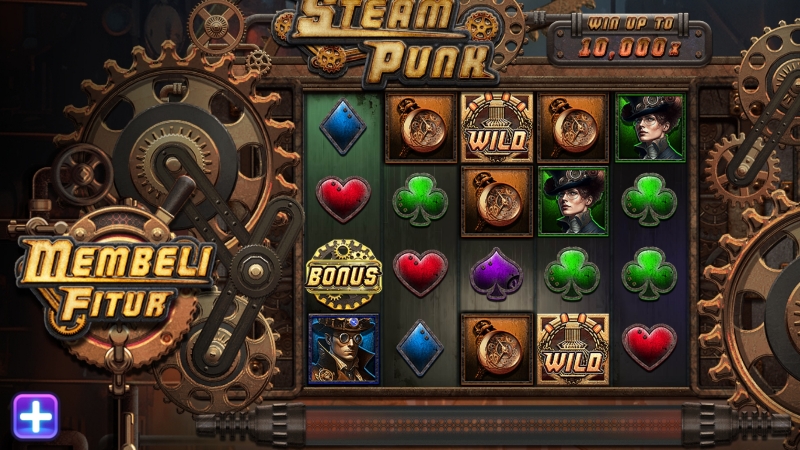 STEAM
PUNK
WIN UP TO
10,000x
WILD
BONUS
WILD
MEMBELI
FITUR